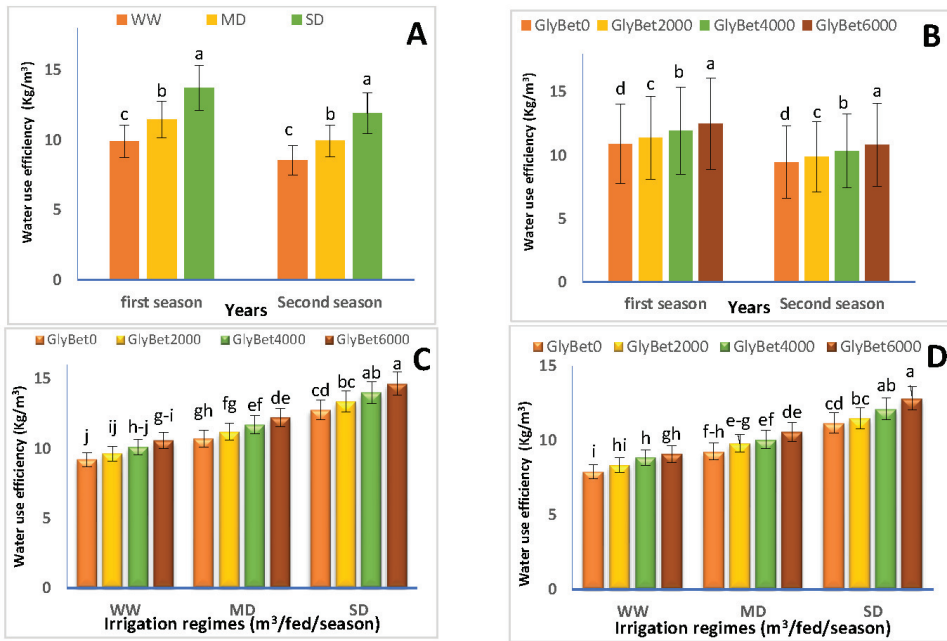 WW MD SD
A
Water use efficiency (Kg/m³)
15
10
5
0
c b a c b a
first season Second season
Years
GlyBet0 GlyBet2000 GlyBet4000 GlyBet6000
B
Water use efficiency (Kg/m³)
15
10
5
0
d c b a d c b a
first season Second season
Years
GlyBet0 GlyBet2000 GlyBet4000 GlyBet6000
C
Water use efficiency (Kg/m³)
15
10
5
0
j ij h-j g-i gh fg ef de cd bc ab a
WW MD SD
Irrigation regimes (m³/fed/season)
GlyBet0 GlyBet2000 GlyBet4000 GlyBet6000
D
Water use efficiency (Kg/m³)
15
10
5
0
i hi h gh f-h e-g ef de cd bc ab a
WW MD SD
Irrigation regimes (m³/fed/season)